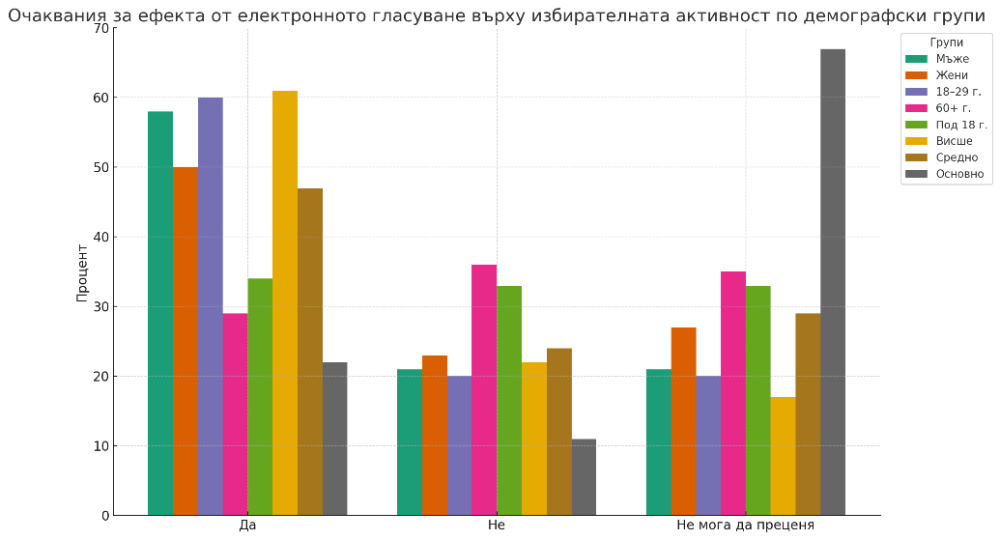 Очаквания за ефекта от електронното гласуване върху избирателната активност по демографски групи
Процент
70
60
50
40
30
20
10
0
Да
Не
Не мога да преценя
Групи
Мъже
Жени
18–29 г.
60+ г.
Под 18 г.
Висше
Средно
Основно